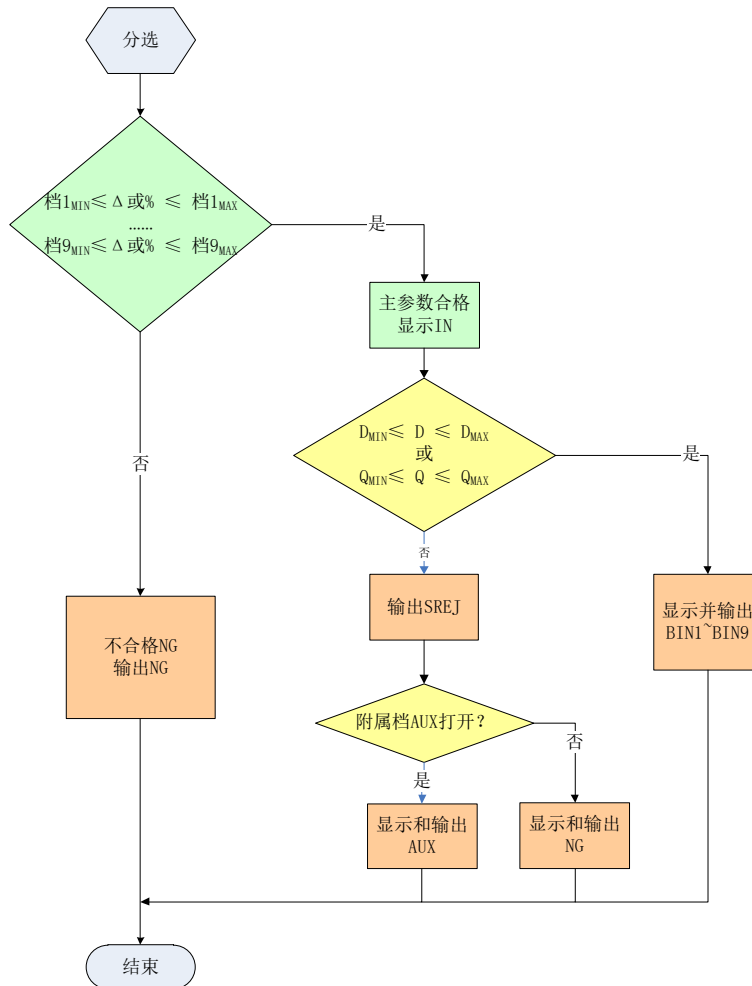 分选
档1MIN≤ Δ或% ≤ 档1MAX
……
档9MIN≤ Δ或% ≤ 档9MAX
是
主参数合格
显示IN
DMIN≤ D ≤ DMAX
或
QMIN≤ Q ≤ QMAX
是
否
否
不合格NG
输出NG
输出SREJ
显示并输出
BIN1~BIN9
附属档AUX打开?
否
是
显示和输出
AUX
显示和输出
NG
结束